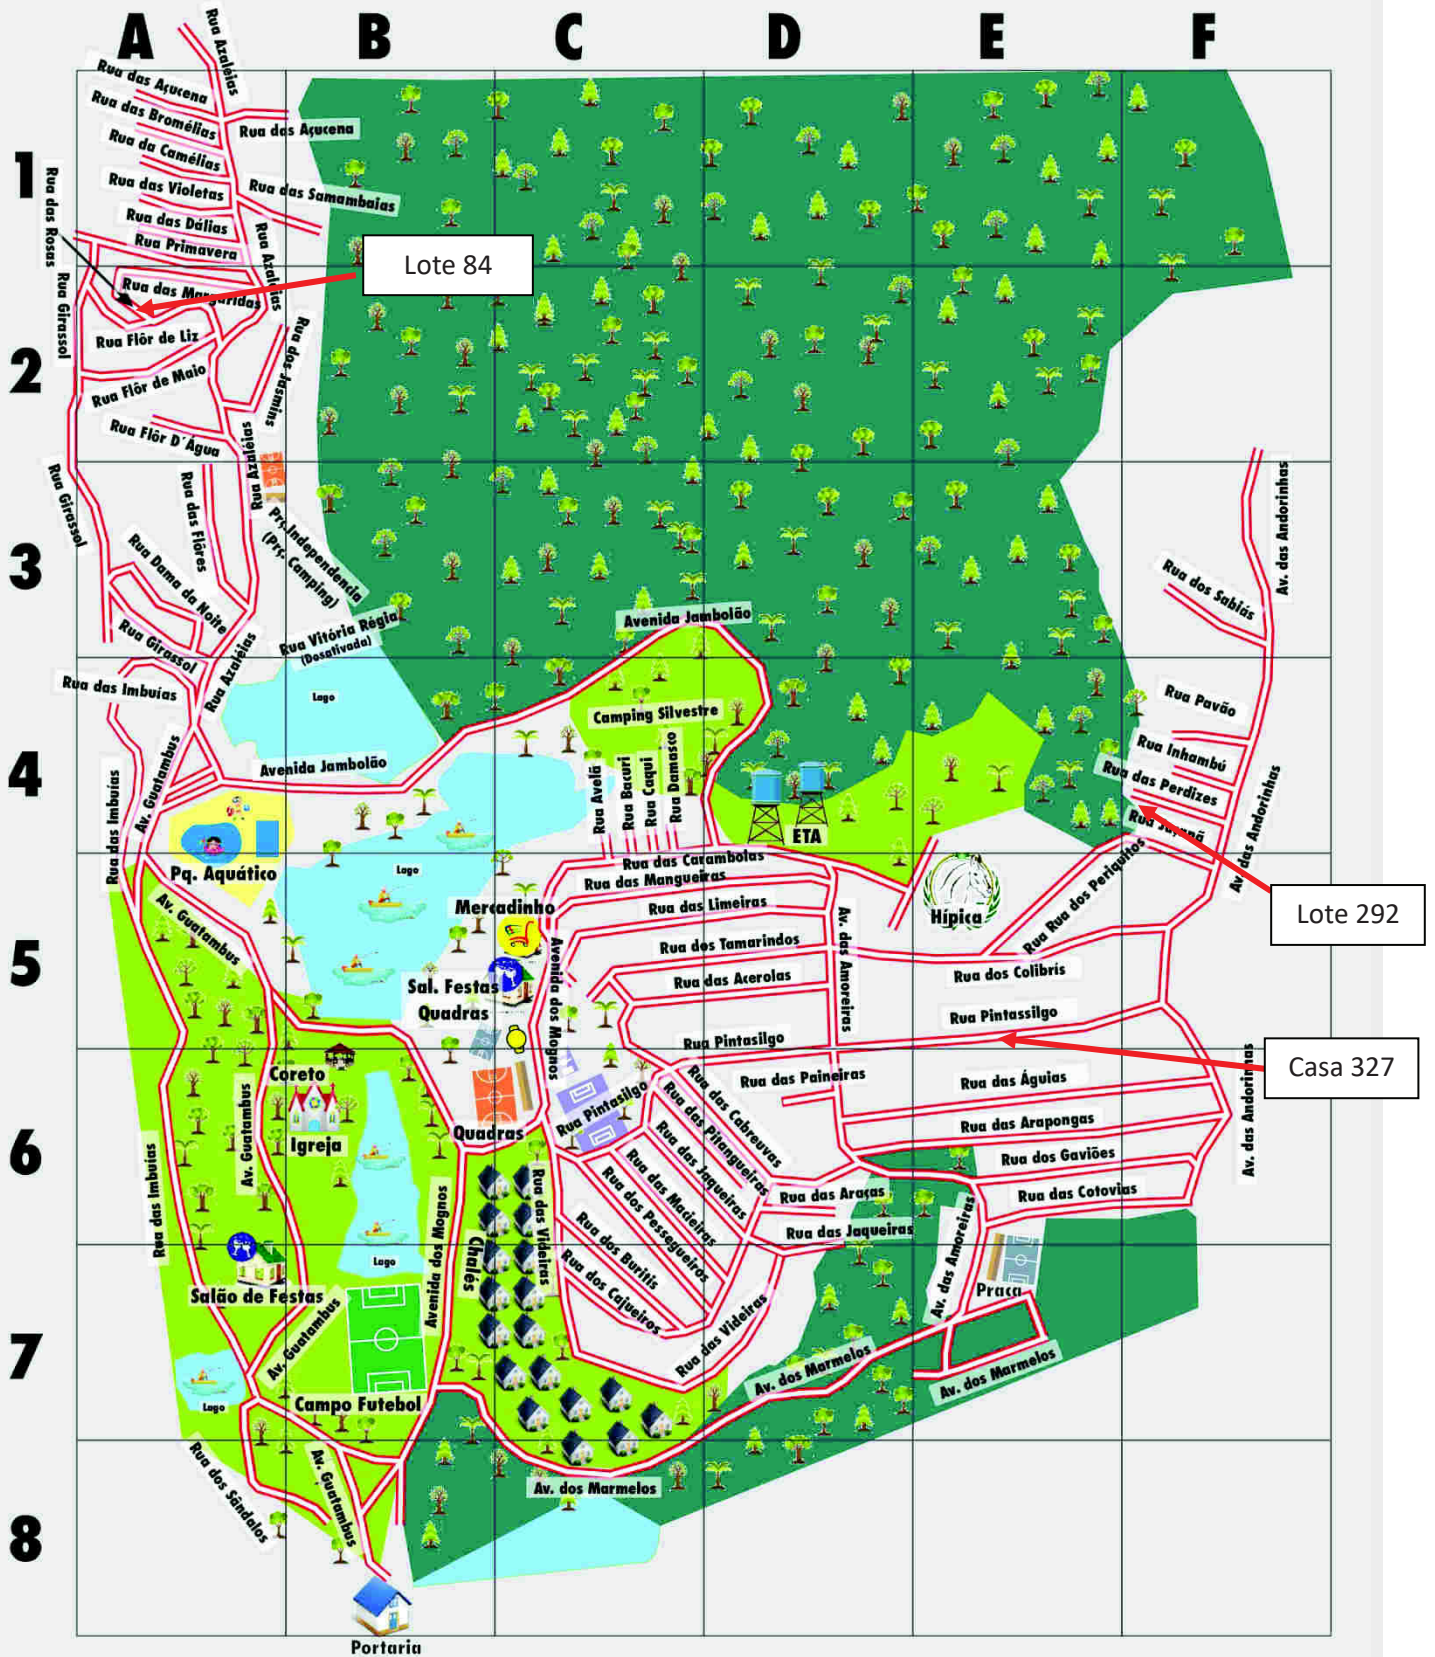 A
B
C
D
E
F
1
2
3
4
5
6
7
8
Rua Azaléias
Rua das Açucena
Rua das Bromélias
Rua das Açucena
Rua da Camélias
Rua das Violetas
Rua das Samambaias
Rua das Rosas
Rua das Dálias
Rua Primavera
Rua Azaléias
Lote 84
Rua Girassol
Rua das Margaridas
Rua Flôr de Liz
Rua dos Jasmins
Rua Flôr de Maio
Rua Flôr D´Água
Rua Azaléias
Rua Girassol
Rua das Flôres
Prç. Independencia
(Prç. Camping)
Rua Dama da Noite
Rua Girassol
Rua Vitória Régia
(Desativada)
Rua Azaléias
Rua das Imbuías
Lago
Avenida Jambolão
Camping Silvestre
Av. das Andorinhas
Rua dos Sabiás
Rua Pavão
Rua Inhambú
Rua das Perdizes
Av. das Andorinhas
Rua das Imbuías
Av. Guatambus
Avenida Jambolão
Rua Avelã
Rua Bacuri
Rua Caqui
Rua Damasco
ETA
Pq. Aquático
Lago
Rua das Carambolas
Rua das Mangueiras
Rua das Limeiras
Hípica
Rua Rua dos Periquitos
Lote 292
Mercadinho
Av. Guatambus
Avenida dos Mognos
Rua dos Tamarindos
Rua das Acerolas
Av. das Amoreiras
Rua dos Colibris
Sal. Festas
Quadras
Rua Pintassilgo
Rua Pintasilgo
Casa 327
Coreto
Igreja
Av. Guatambus
Quadras
Rua Pintasilgo
Rua das Paineiras
Rua das Cabreuvas
Rua das Pitangueiras
Rua das Jaqueiras
Rua das Macieiras
Rua dos Pessegueiros
Rua dos Buritis
Rua dos Cajueiros
Rua das Águias
Rua das Arapongas
Rua dos Gaviões
Rua das Cotovias
Av. das Andorinhas
Rua das Araças
Rua das Jaqueiras
Rua das Imbuias
Avenida dos Mognos
Chalés
Rua das Videiras
Lago
Salão de Festas
Av. Guatambus
Av. das Amoreiras
Praça
Rua das Videiras
Av. dos Marmelos
Av. dos Marmelos
Lago
Campo Futebol
Rua dos Sândalos
Av. Guatambus
Av. dos Marmelos
Portaria